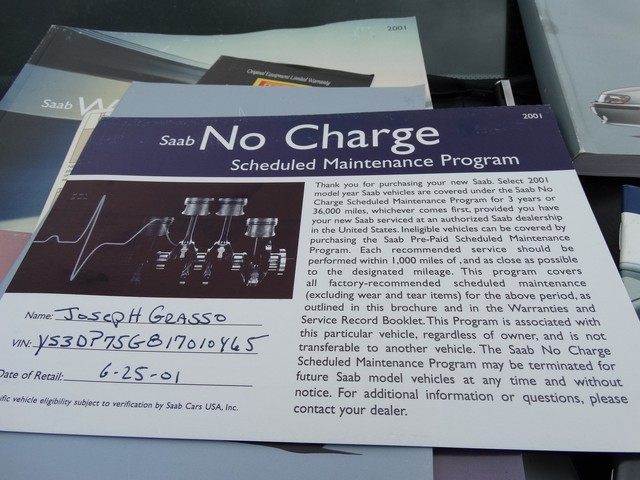 2001
Saab
Original Equipment Limited Warranty
2001
Saab No Charge
Scheduled Maintenance Program
Thank you for purchasing your new Saab. Select 2001
model year Saab vehicles are covered under the Saab No
Charge Scheduled Maintenance Program for 3 years or
36,000 miles, whichever comes first, provided you have
your new Saab serviced at an authorized Saab dealership
in the United States. Ineligible vehicles can be covered by
purchasing the Saab Pre-Paid Scheduled Maintenance
Program. Each recommended service should be
performed within 1,000 miles of ,and as close as possible
to the designated mileage. This program covers
all factory-recommended scheduled maintenance
(excluding wear and tear items) for the above period, as
outlined in this brochure and in the Warranties and
Service Record Booklet. This Program is associated with
this particular vehicle, regardless of owner, and is not
transferable to another vehicle. The Saab No Charge
Scheduled Maintenance Program may be terminated for
future Saab model vehicles at any time and without
notice. For additional information or questions, please
contact your dealer.
Name: JOSEPH GRASSO
VIN: YS3DP75GB17010465
Date of Retail: 6-25-01
vehicle eligibility subject to verification by Saab Cars USA, Inc.